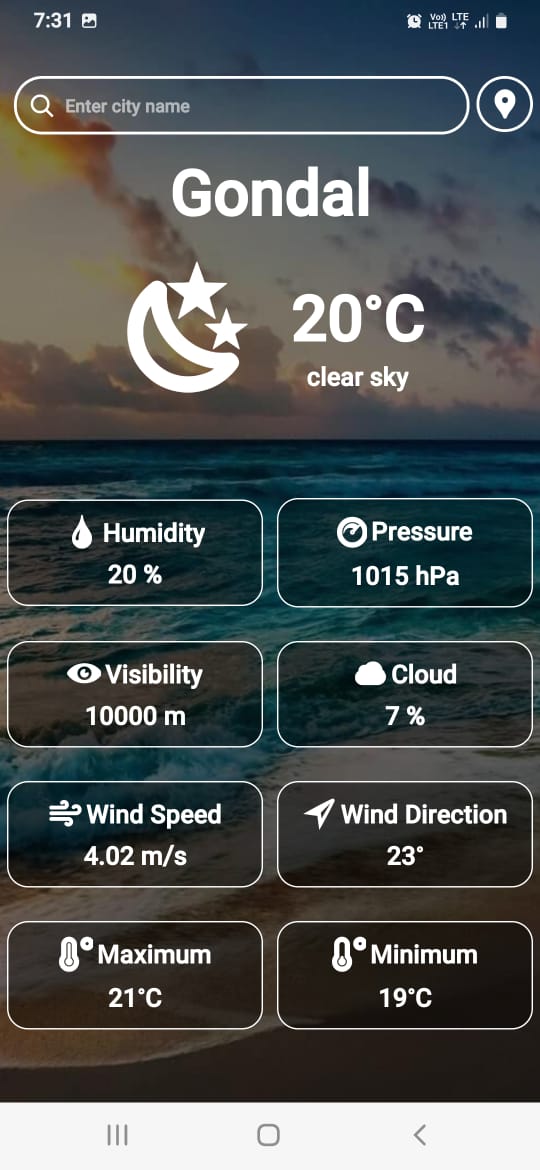 7:31
Vo)) LTE
LTE1
Enter city name
Gondal
20°C
clear sky
Humidity Pressure
20 % 1015 hPa
Visibility Cloud
10000 m 7 %
Wind Speed Wind Direction
4.02 m/s 23°
Maximum Minimum
21°C 19°C